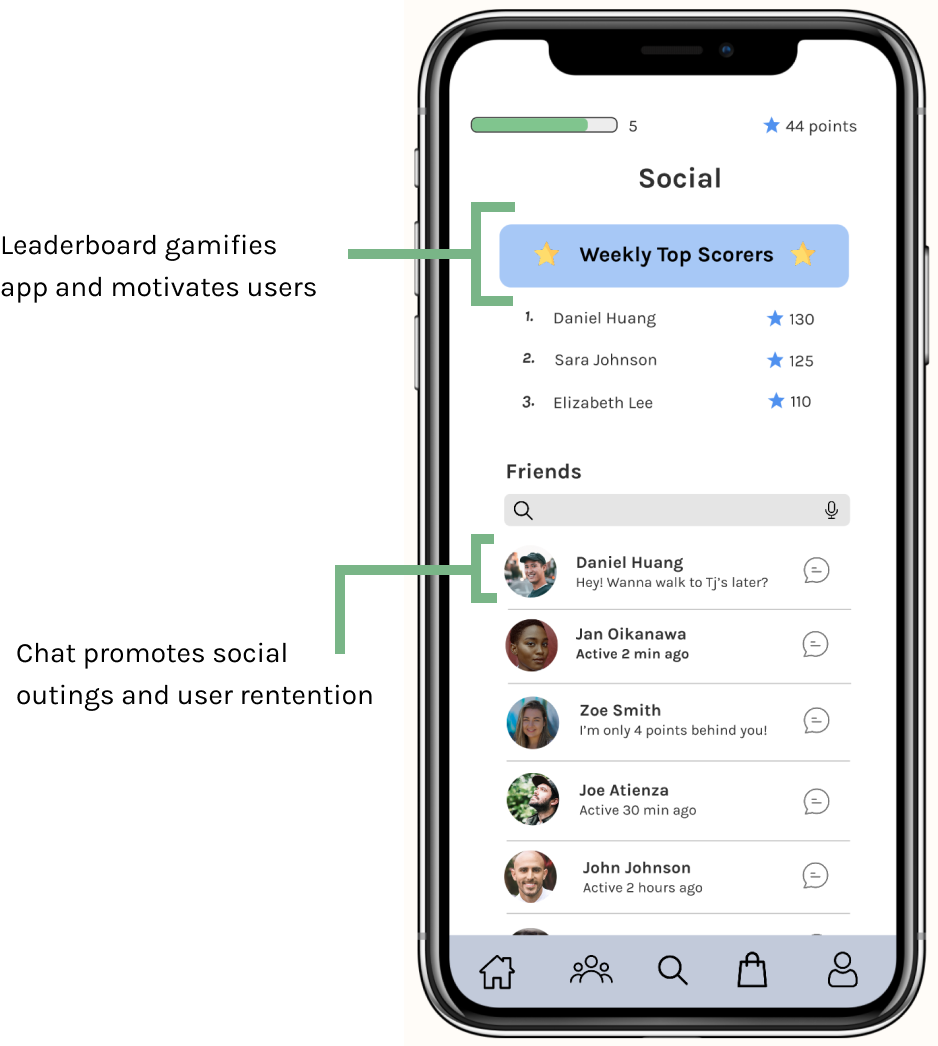 5
44 points
Social
Leaderboard gamifies
app and motivates users
Weekly Top Scorers
1. Daniel Huang 130
2. Sara Johnson 125
3. Elizabeth Lee 110
Friends
Daniel Huang
Hey! Wanna walk to Tj's later?
Jan Oikanawa
Active 2 min ago
Chat promotes social
outings and user rentention
Zoe Smith
I'm only 4 points behind you!
Joe Atienza
Active 30 min ago
John Johnson
Active 2 hours ago